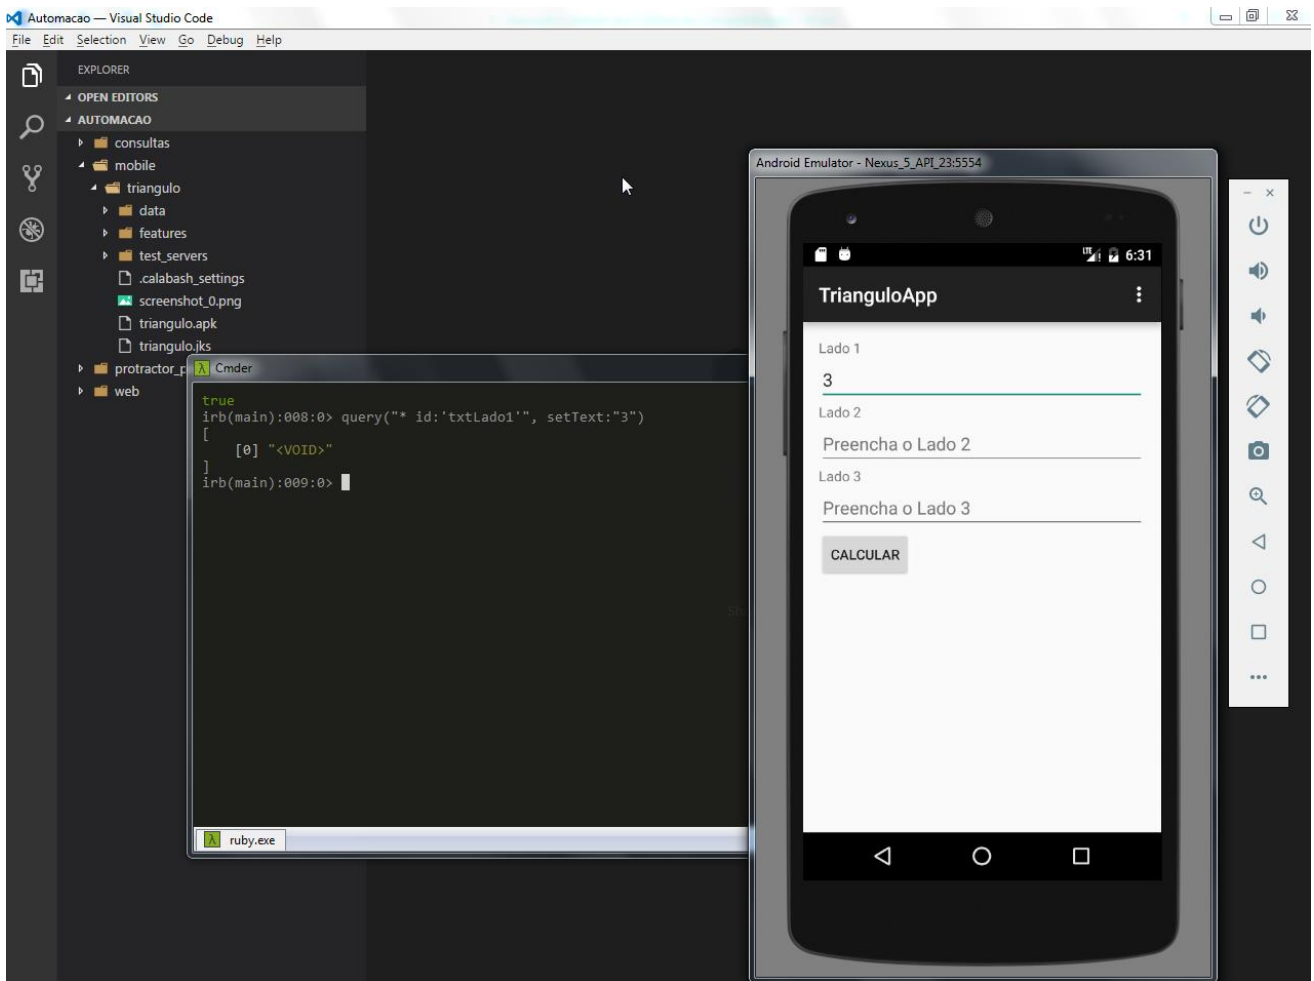 Automacao — Visual Studio Code
File Edit Selection View Go Debug Help
EXPLORER
OPEN EDITORS
AUTOMACAO
consultas
mobile
triangulo
data
features
test_servers
.calabash_settings
screenshot_0.png
triangulo.apk
triangulo.jks
protractor_p
web
λ Cmder
true
irb(main):008:0> query("* id:'txtLado1'", setText:"3")
[
[0] "<VOID>"
]
irb(main):009:0>
λ ruby.exe
Android Emulator - Nexus_5_API_23:5554
LTE 6:31
TrianguloApp
Lado 1
3
Lado 2
Preencha o Lado 2
Lado 3
Preencha o Lado 3
CALCULAR